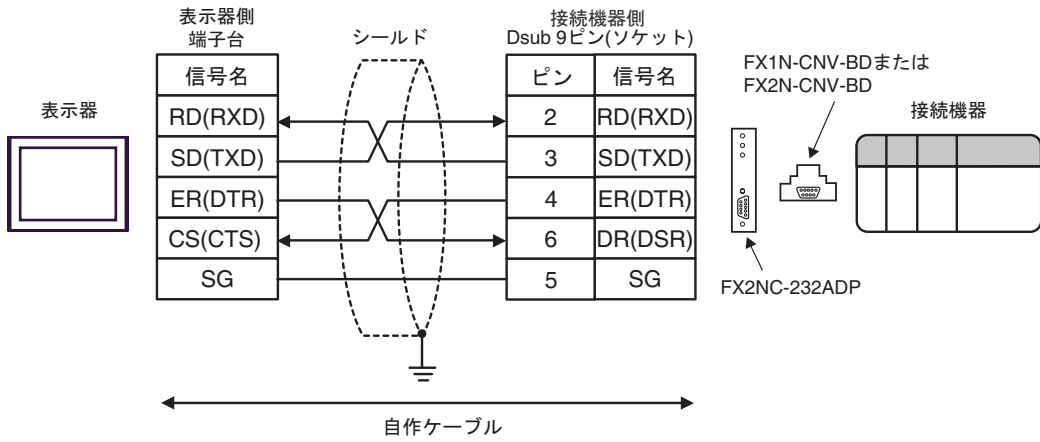 表示器
表示器側
端子台
信号名
RD(RXD)
SD(TXD)
ER(DTR)
CS(CTS)
SG
シールド
接続機器側
Dsub 9ピン(ソケット)
ピン 信号名
2 RD(RXD)
3 SD(TXD)
4 ER(DTR)
6 DR(DSR)
5 SG
FX1N-CNV-BDまたは
FX2N-CNV-BD
接続機器
FX2NC-232ADP
自作ケーブル